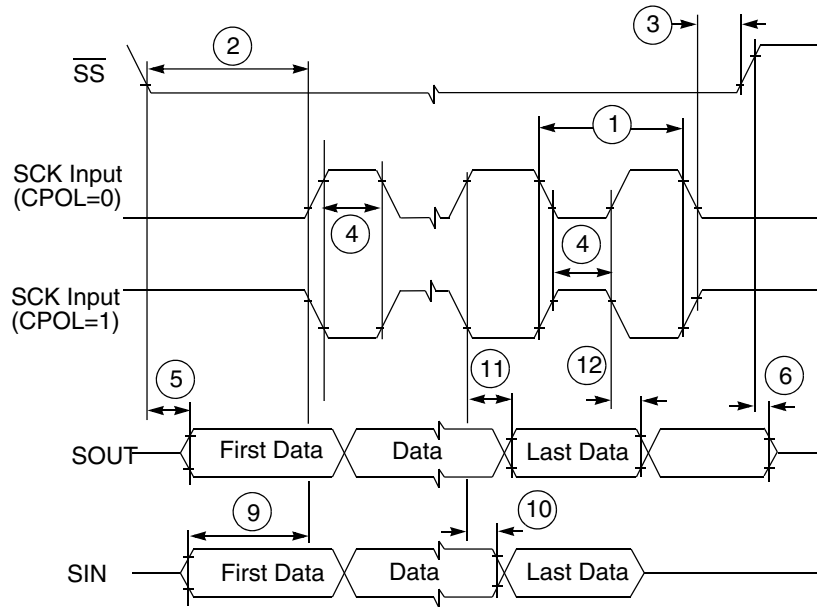 3
2
SS
1
SCK Input
(CPOL=0)
4
4
SCK Input
(CPOL=1)
5
11
12
6
SOUT
First Data
Data
Last Data
9
10
SIN
First Data
Data
Last Data